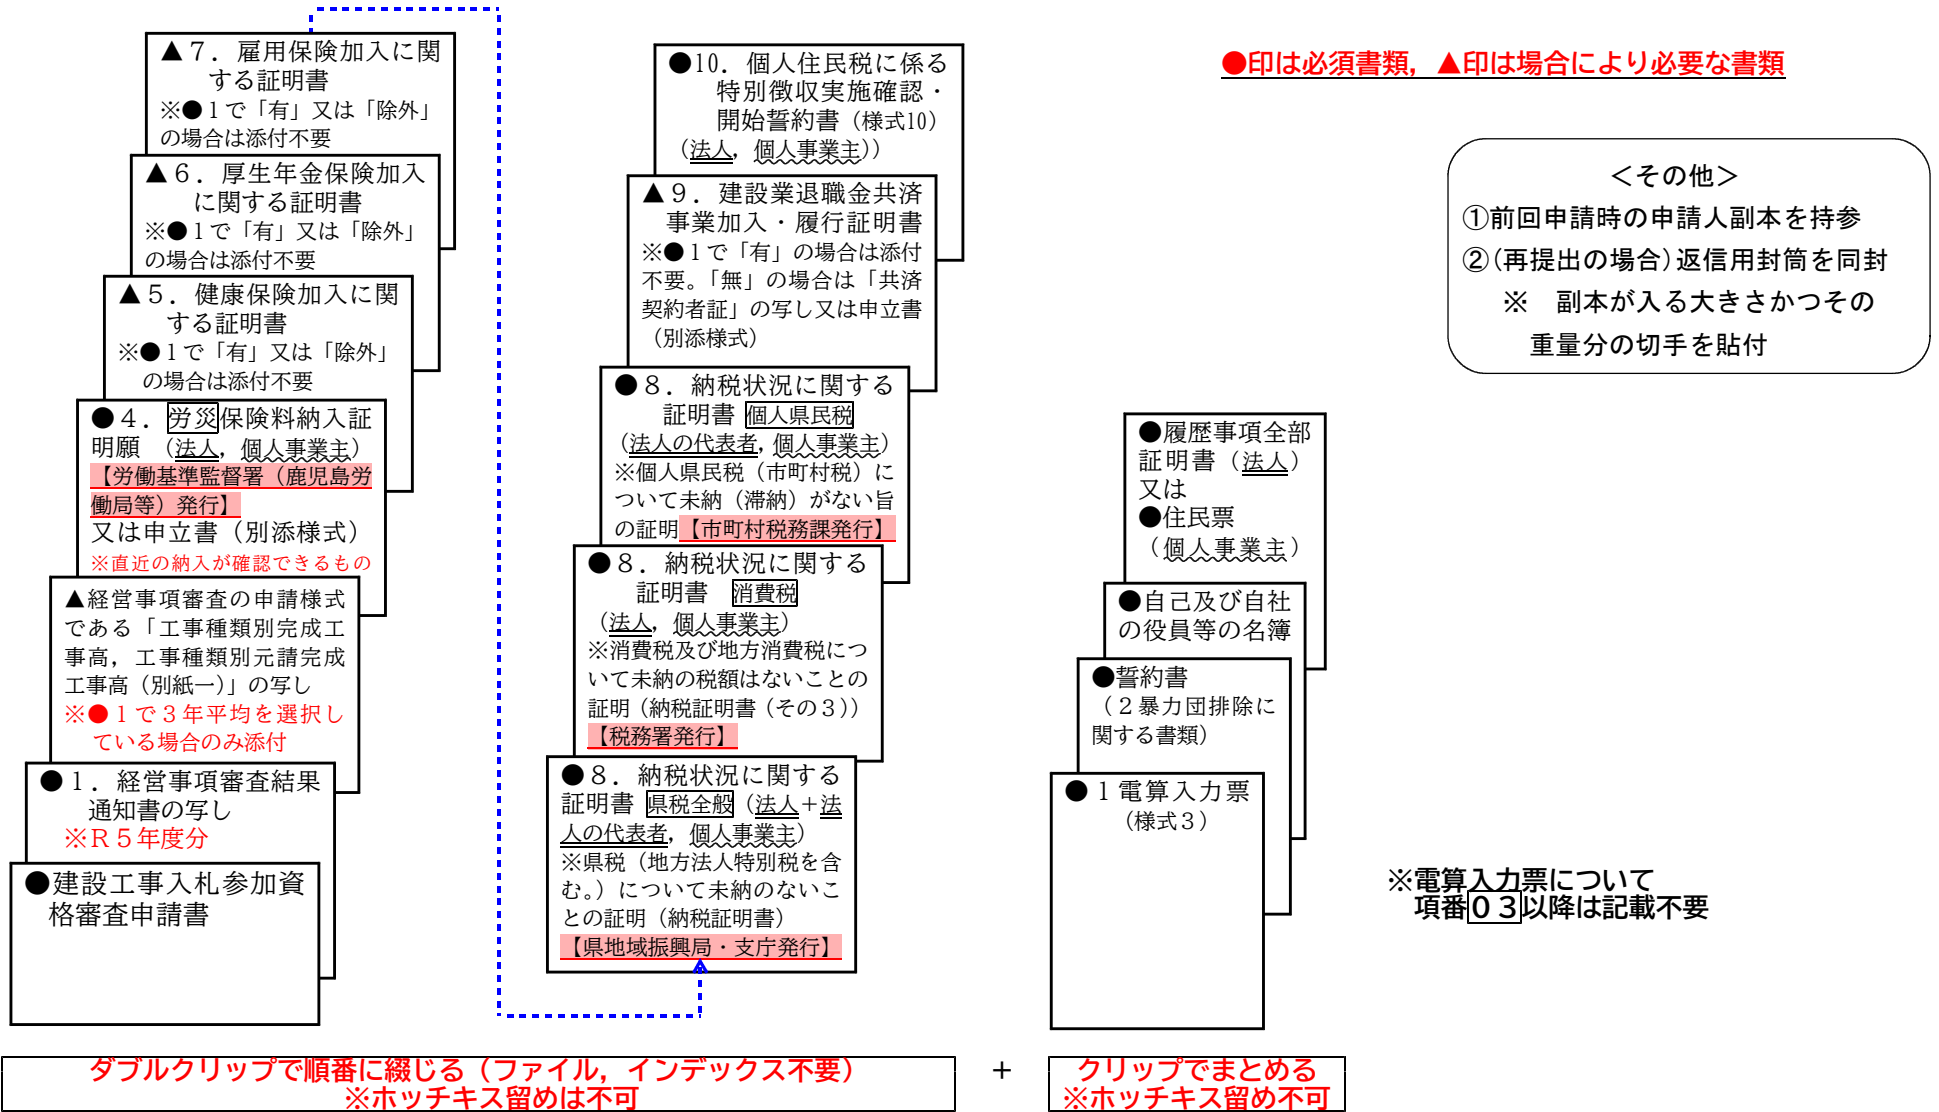 ▲７．雇用保険加入に関
する証明書
※●１で「有」又は「除外」
の場合は添付不要
▲６．厚生年金保険加入
に関する証明書
※●１で「有」又は「除外」
の場合は添付不要
▲５．健康保険加入に関
する証明書
※●１で「有」又は「除外」
の場合は添付不要
●４．労災保険料納入証
明願　（法人，個人事業主）
【労働基準監督署（鹿児島労
働局等）発行】
又は申立書（別添様式）
※直近の納入が確認できるもの
▲経営事項審査の申請様式
である「工事種類別完成工
事高，工事種類別元請完成
工事高（別紙一）」の写し
※●１で３年平均を選択し
ている場合のみ添付
●１．経営事項審査結果
通知書の写し
※Ｒ５年度分
●建設工事入札参加資
格審査申請書
●10．個人住民税に係る
特別徴収実施確認・
開始誓約書（様式10）
（法人，個人事業主））
▲９．建設業退職金共済
事業加入・履行証明書
※●１で「有」の場合は添付
不要。「無」の場合は「共済
契約者証」の写し又は申立書
（別添様式）
●８．納税状況に関する
証明書 個人県民税
（法人の代表者，個人事業主）
※個人県民税（市町村税）に
ついて未納（滞納）がない旨
の証明【市町村税務課発行】
●８．納税状況に関する
証明書　消費税
（法人，個人事業主）
※消費税及び地方消費税につ
いて未納の税額はないことの
証明（納税証明書（その３））
【税務署発行】
●８．納税状況に関する
証明書 県税全般（法人＋法
人の代表者，個人事業主）
※県税（地方法人特別税を含
む。）について未納のないこ
との証明（納税証明書）
【県地域振興局・支庁発行】
●印は必須書類，▲印は場合により必要な書類
＜その他＞
①前回申請時の申請人副本を持参
②（再提出の場合）返信用封筒を同封
※　副本が入る大きさかつその
重量分の切手を貼付
●履歴事項全部
証明書（法人）
又は
●住民票
（個人事業主）
●自己及び自社
の役員等の名簿
●誓約書
（２暴力団排除に
関する書類）
●１電算入力票
（様式３）
※電算入力票について
項番０３以降は記載不要
ダブルクリップで順番に綴じる（ファイル，インデックス不要）
※ホッチキス留めは不可
＋
クリップでまとめる
※ホッチキス留め不可